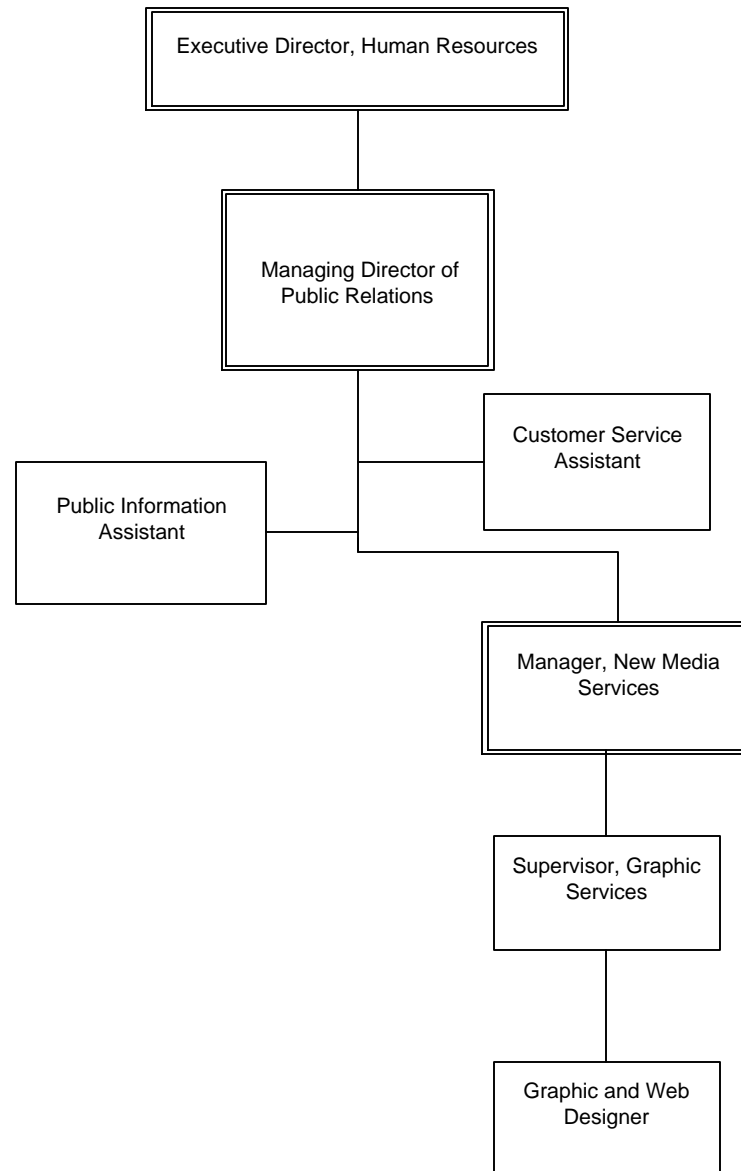 Executive Director, Human Resources
Managing Director of
Public Relations
Customer Service
Assistant
Public Information
Assistant
Manager, New Media
Services
Supervisor, Graphic
Services
Graphic and Web
Designer